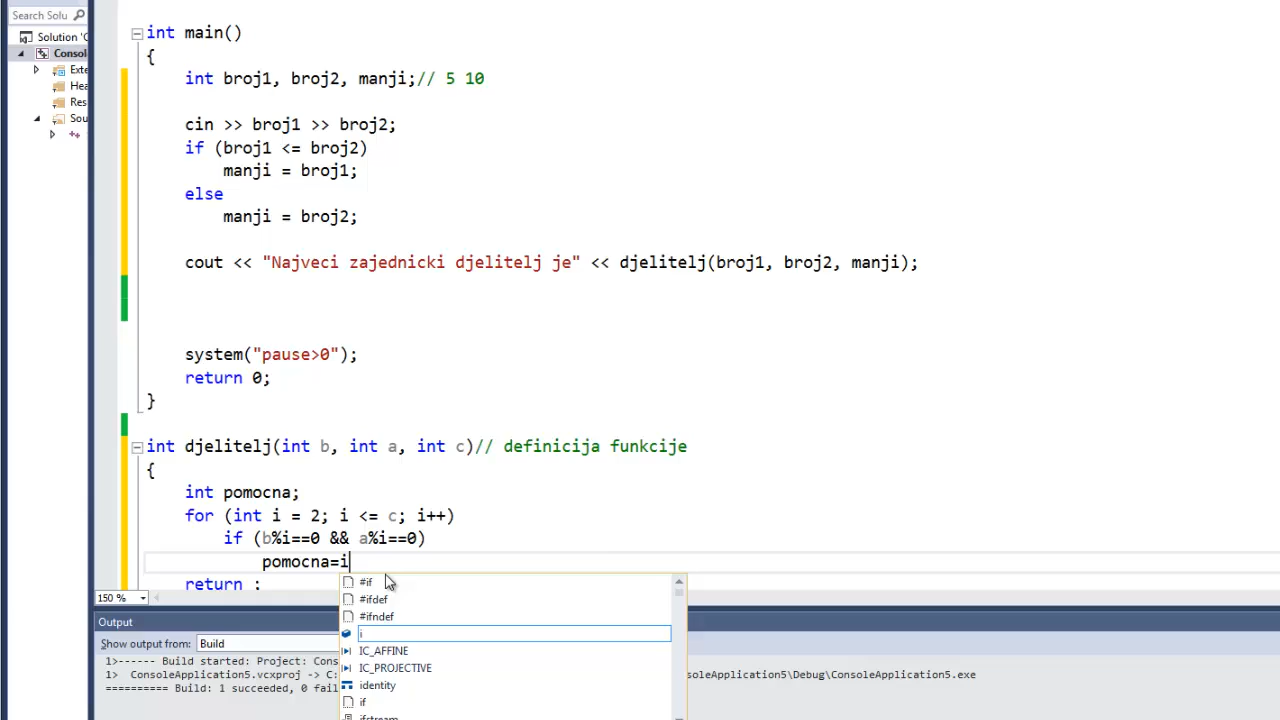 Search Solu
Solution 'C
Consol
Exte
Hea
Res
Sou
int main()
{
int broj1, broj2, manji;// 5 10
cin >> broj1 >> broj2;
if (broj1 <= broj2)
manji = broj1;
else
manji = broj2;
cout << "Najveci zajednicki djelitelj je" << djelitelj(broj1, broj2, manji);
system("pause>0");
return 0;
}
int djelitelj(int b, int a, int c)// definicija funkcije
{
int pomocna;
for (int i = 2; i <= c; i++)
if (b%i==0 && a%i==0)
pomocna=i
return ;
#if
#ifdef
#ifndef
i
IC_AFFINE
IC_PROJECTIVE
identity
if
ifstream
150 %
Output
Show output from: Build
1>------ Build started: Project: Cons
1> ConsoleApplication5.vcxproj -> C: soleApplication5\Debug\ConsoleApplication5.exe
========== Build: 1 succeeded, 0 fail